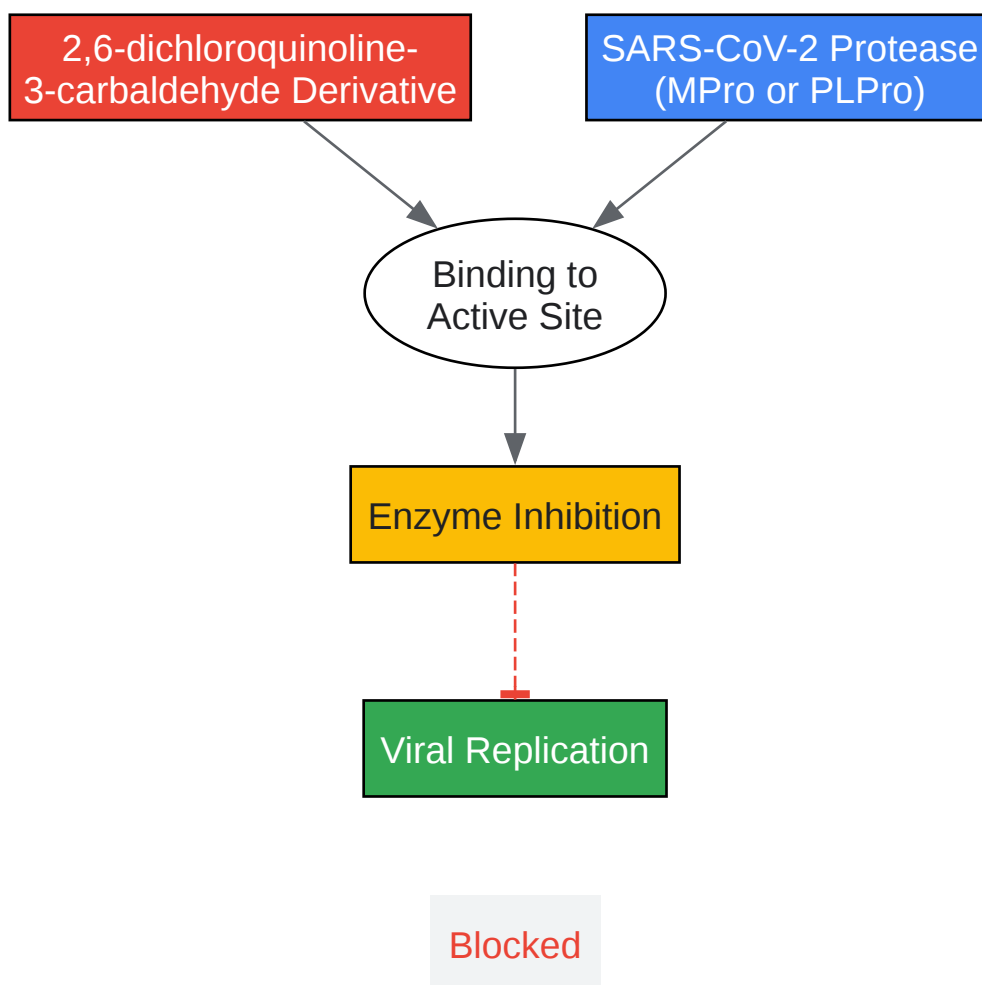 2,6-dichloroquinoline-
3-carbaldehyde Derivative
SARS-CoV-2 Protease
(MPro or PLPro)
Binding to
Active Site
Enzyme Inhibition
Viral Replication
Blocked